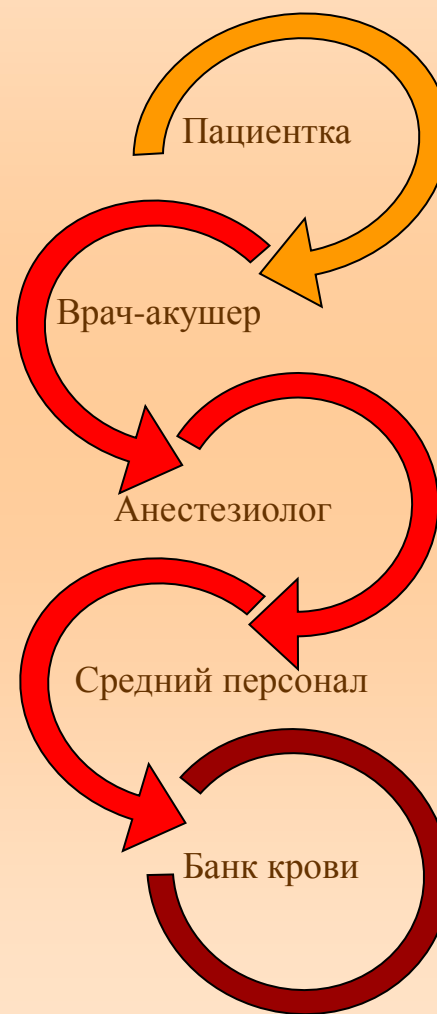 Пациентка
Врач-акушер
Анестезиолог
Средний персонал
Банк крови